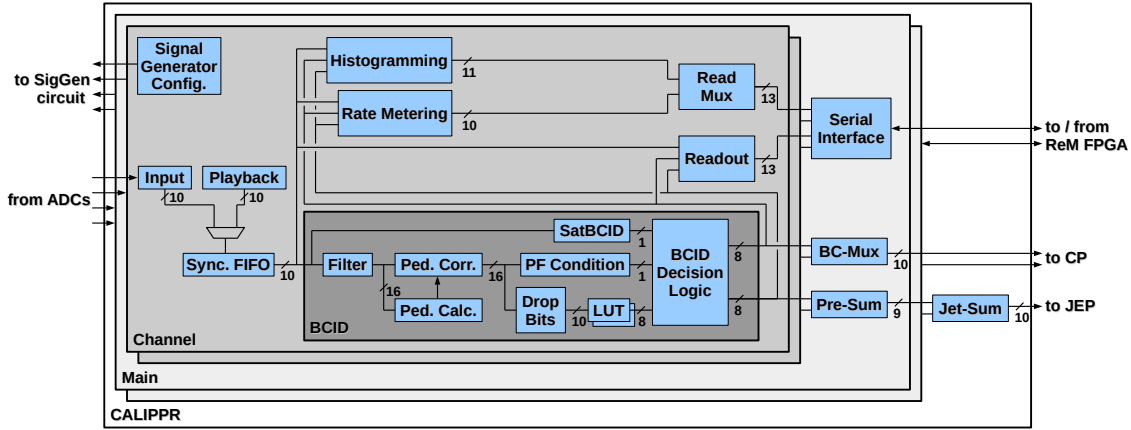 Signal
Generator
Config.
to SigGen
circuit
Histogramming
11
Rate Metering
10
Read
Mux
13
Serial
Interface
to / from
ReM FPGA
Readout
13
from ADCs
Input
10
Playback
10
Sync. FIFO
10
SatBCID
1
Filter
16
Ped. Corr.
16
Ped. Calc.
PF Condition
1
Drop
Bits
10
LUT
8
BCID
Decision
Logic
8
8
BCID
BC-Mux
10
to CP
Pre-Sum
9
Jet-Sum
10
to JEP
Channel
Main
CALIPPR